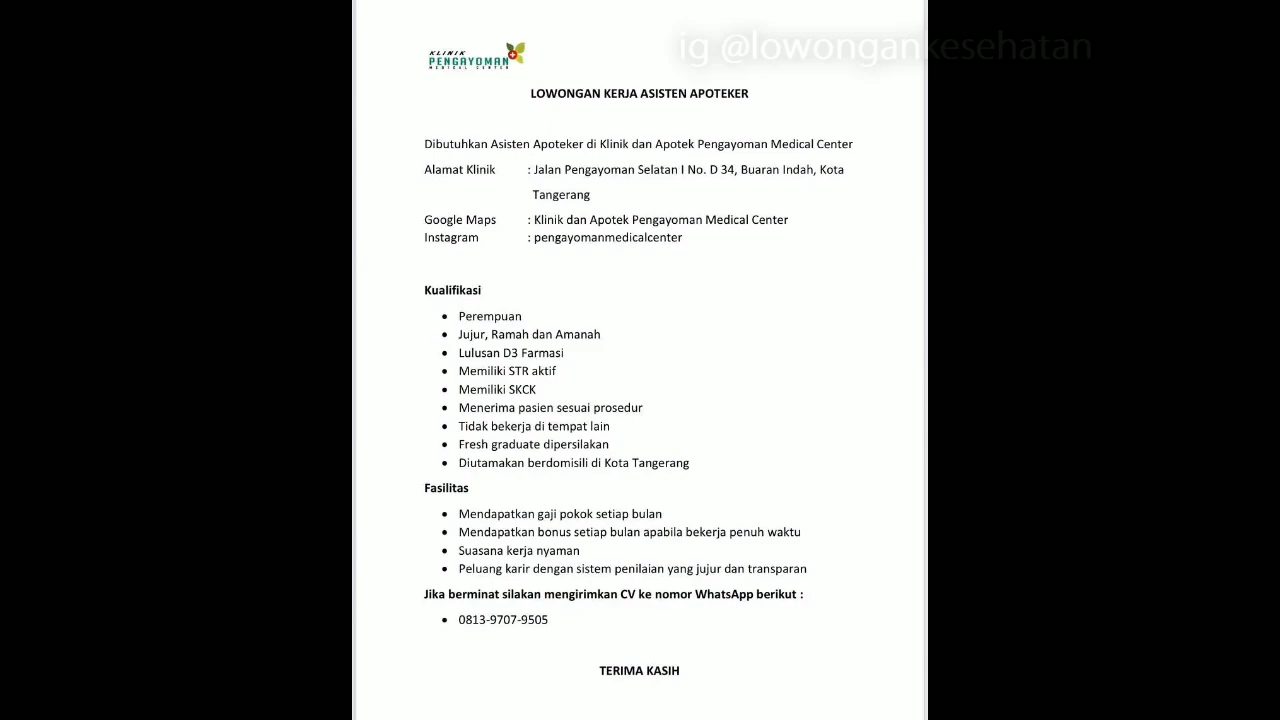 ig @lowongankesehatan
KLINIK
PENGAYOMAN
MEDICAL CENTER
LOWONGAN KERJA ASISTEN APOTEKER
Dibutuhkan Asisten Apoteker di Klinik dan Apotek Pengayoman Medical Center
Alamat Klinik : Jalan Pengayoman Selatan I No. D 34, Buaran Indah, Kota
Tangerang
Google Maps : Klinik dan Apotek Pengayoman Medical Center
Instagram : pengayomanmedicalcenter
Kualifikasi
• Perempuan
• Jujur, Ramah dan Amanah
• Lulusan D3 Farmasi
• Memiliki STR aktif
• Memiliki SKCK
• Menerima pasien sesuai prosedur
• Tidak bekerja di tempat lain
• Fresh graduate dipersilakan
• Diutamakan berdomisili di Kota Tangerang
Fasilitas
• Mendapatkan gaji pokok setiap bulan
• Mendapatkan bonus setiap bulan apabila bekerja penuh waktu
• Suasana kerja nyaman
• Peluang karir dengan sistem penilaian yang jujur dan transparan
Jika berminat silakan mengirimkan CV ke nomor WhatsApp berikut :
• 0813-9707-9505
TERIMA KASIH